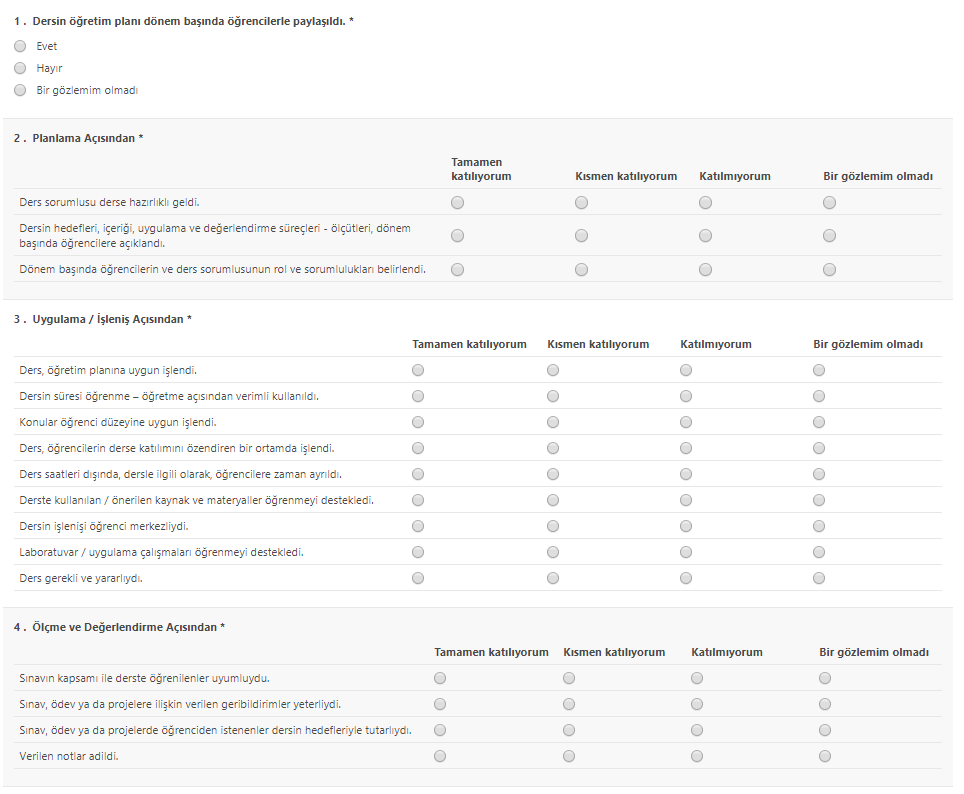 1 . Dersin öğretim planı dönem başında öğrencilerle paylaşıldı. *
Evet
Hayır
Bir gözlemim olmadı
2 . Planlama Açısından *
Tamamen
katılıyorum
Kısmen katılıyorum
Katılmıyorum
Bir gözlemim olmadı
Ders sorumlusu derse hazırlıklı geldi.
Dersin hedefleri, içeriği, uygulama ve değerlendirme süreçleri - ölçütleri, dönem
başında öğrencilere açıklandı.
Dönem başında öğrencilerin ve ders sorumlusunun rol ve sorumlulukları belirlendi.
3 . Uygulama / İşleniş Açısından *
Tamamen katılıyorum Kısmen katılıyorum Katılmıyorum Bir gözlemim olmadı
Ders, öğretim planına uygun işlendi.
Dersin süresi öğrenme – öğretme açısından verimli kullanıldı.
Konular öğrenci düzeyine uygun işlendi.
Ders, öğrencilerin derse katılımını özendiren bir ortamda işlendi.
Ders saatleri dışında, dersle ilgili olarak, öğrencilere zaman ayrıldı.
Derste kullanılan / önerilen kaynak ve materyaller öğrenmeyi destekledi.
Dersin işlenişi öğrenci merkezliydi.
Laboratuvar / uygulama çalışmaları öğrenmeyi destekledi.
Ders gerekli ve yararlıydı.
4 . Ölçme ve Değerlendirme Açısından *
Tamamen katılıyorum Kısmen katılıyorum Katılmıyorum Bir gözlemim olmadı
Sınavın kapsamı ile derste öğrenilenler uyumluydu.
Sınav, ödev ya da projelere ilişkin verilen geribildirimler yeterliydi.
Sınav, ödev ya da projelerde öğrenciden istenenler dersin hedefleriyle tutarlıydı.
Verilen notlar adildi.